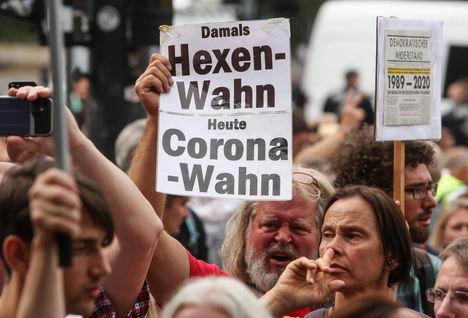 Damals
Hexen-
Wahn
Heute
Corona
-Wahn
DEMOKRATISCHER
WIDERSTAND
1989 – 2020